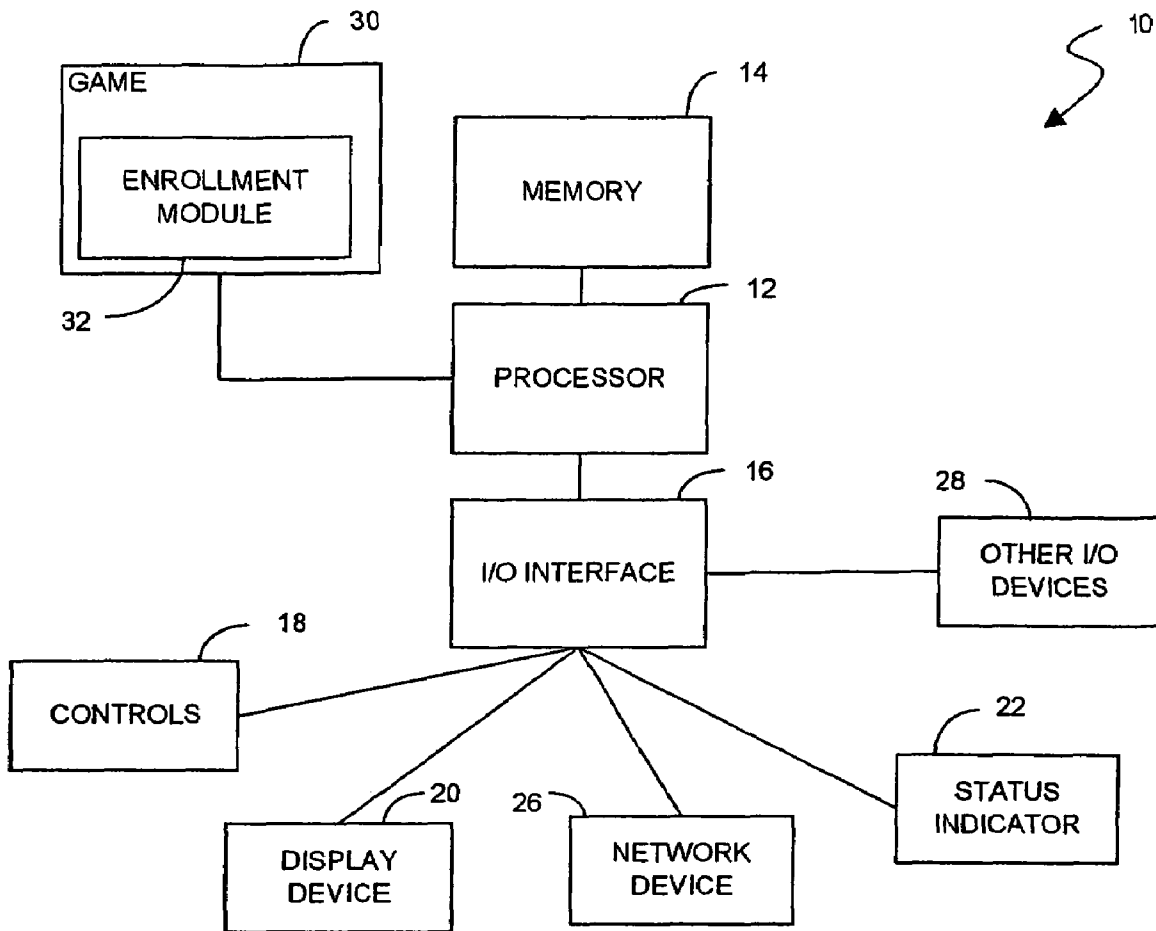 30
10
GAME
14
ENROLLMENT
MODULE
MEMORY
32
12
PROCESSOR
16
28
I/O INTERFACE
OTHER I/O
DEVICES
18
CONTROLS
22
STATUS
INDICATOR
20
26
DISPLAY
DEVICE
NETWORK
DEVICE